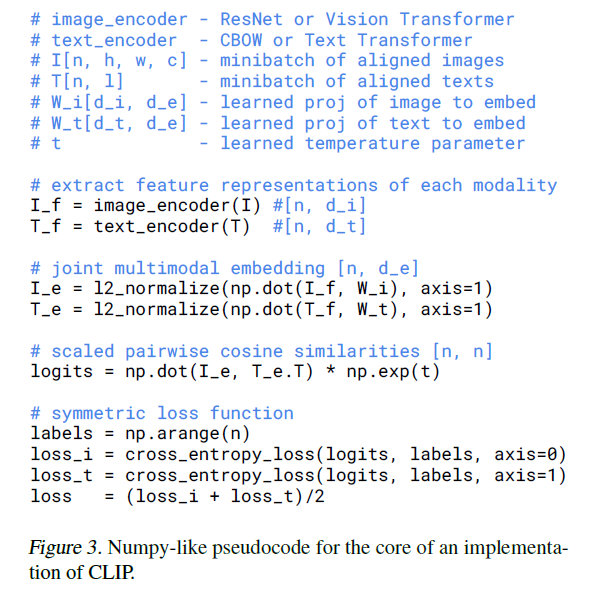 # image_encoder - ResNet or Vision Transformer
# text_encoder  - CBOW or Text Transformer
# I[n, h, w, c] - minibatch of aligned images
# T[n, l]       - minibatch of aligned texts
# W_i[d_i, d_e] - learned proj of image to embed
# W_t[d_t, d_e] - learned proj of text to embed
# t             - learned temperature parameter
# extract feature representations of each modality
I_f = image_encoder(I) #[n, d_i]
T_f = text_encoder(T)  #[n, d_t]
# joint multimodal embedding [n, d_e]
I_e = l2_normalize(np.dot(I_f, W_i), axis=1)
T_e = l2_normalize(np.dot(T_f, W_t), axis=1)
# scaled pairwise cosine similarities [n, n]
logits = np.dot(I_e, T_e.T) * np.exp(t)
# symmetric loss function
labels = np.arange(n)
loss_i = cross_entropy_loss(logits, labels, axis=0)
loss_t = cross_entropy_loss(logits, labels, axis=1)
loss   = (loss_i + loss_t)/2
Figure 3. Numpy-like pseudocode for the core of an implementa-
tion of CLIP.